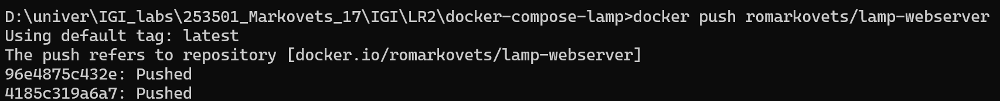 D:\univer\IGI_labs\253501_Markovets_17\IGI\LR2\docker-compose-lamp>docker push romarkovets/lamp-webserver
Using default tag: latest
The push refers to repository [docker.io/romarkovets/lamp-webserver]
96e4875c432e: Pushed
4185c319a6a7: Pushed